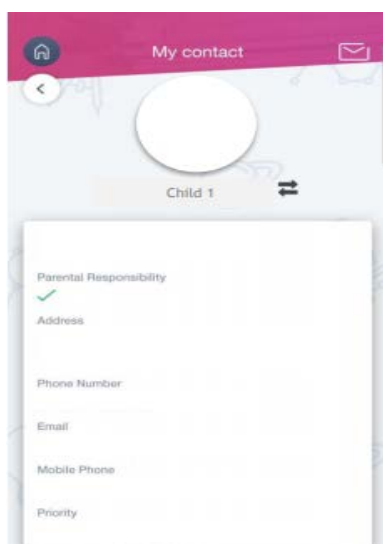 My contact
Child 1
Parental Responsibility
Address
Phone Number
Email
Mobile Phone
Priority